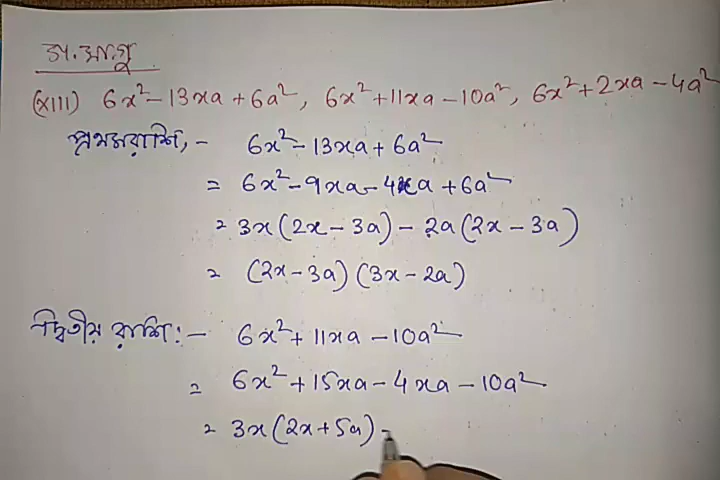 গ.সা.গু
(XIII) 6x² - 13xa + 6a², 6x² + 11xa - 10a², 6x² + 2xa - 4a²
প্রথমরাশি,- 6x² - 13xa + 6a²
= 6x² - 9xa - 4xa + 6a²
= 3x(2x - 3a) - 2a(2x - 3a)
= (2x - 3a)(3x - 2a)
দ্বিতীয় রাশি:- 6x² + 11xa - 10a²
= 6x² + 15xa - 4xa - 10a²
= 3x(2x + 5a) -